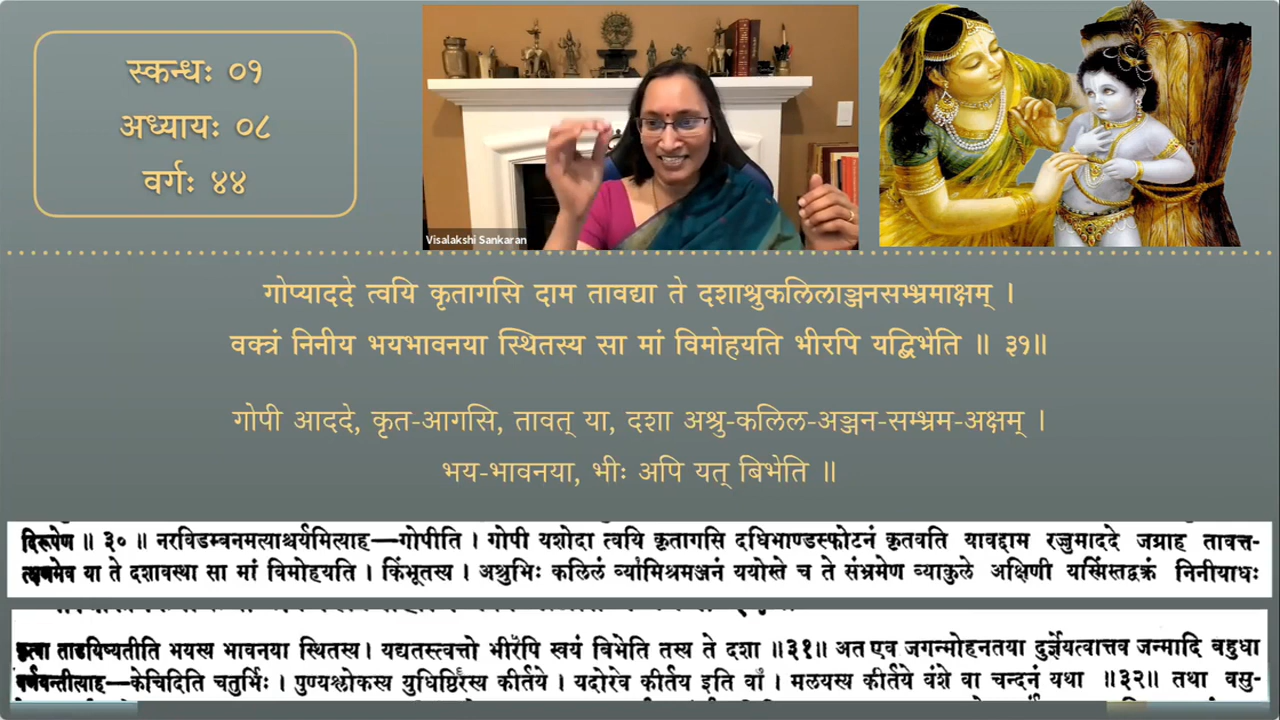 स्कन्धः ०१
अध्यायः ०८
वर्गः ४४
Visalakshi Sankaran
गोप्याददे त्वयि कृतागसि दाम तावद्या ते दशाश्रुकलिलाञ्जनसम्भ्रमाक्षम् ।
वक्त्रं निनीय भयभावनया स्थितस्य सा मां विमोहयति भीरपि यद्बिभेति ॥ ३१॥
गोपी आददे, कृत-आगसि, तावत् या, दशा अश्रु-कलिल-अञ्जन-सम्भ्रम-अक्षम् ।
भय-भावनया, भीः अपि यत् बिभेति ॥
दिरूपेण ॥ ३० ॥ नरविडम्बनमत्याश्चर्यमित्याह—गोपीति । गोपी यशोदा त्वयि कृतागसि दधिभाण्डस्फोटनं कृतवति यावद्दाम रज्जुमाददे जग्राह तावत्त-
त्क्षणमेव या ते दशावस्था सा मां विमोहयति । किंभूतस्य । अश्रुभिः कलिलं व्यामिश्रमञ्जनं ययोस्ते च ते संभ्रमेण व्याकुले अक्षिणी यस्मिंस्तद्वक्रं निनीयाधः
कृत्वा ताडयिष्यतीति भयस्य भावनया स्थितस्य । यद्यतस्त्वत्तो भीरपि स्वयं बिभेति तस्य ते दशा ॥३१॥ अत एव जगन्मोहनतया दुर्ज्ञेयत्वात्तव जन्मादि बहुधा
वर्णयन्तीत्याह—केचिदिति चतुर्भिः । पुण्यश्लोकस्य युधिष्ठिरस्य कीर्तये । यदोरेव कीर्तय इति वा । मलयस्य कीर्तये वंशे वा चन्दनं यथा ॥३२॥ तथा वसु-